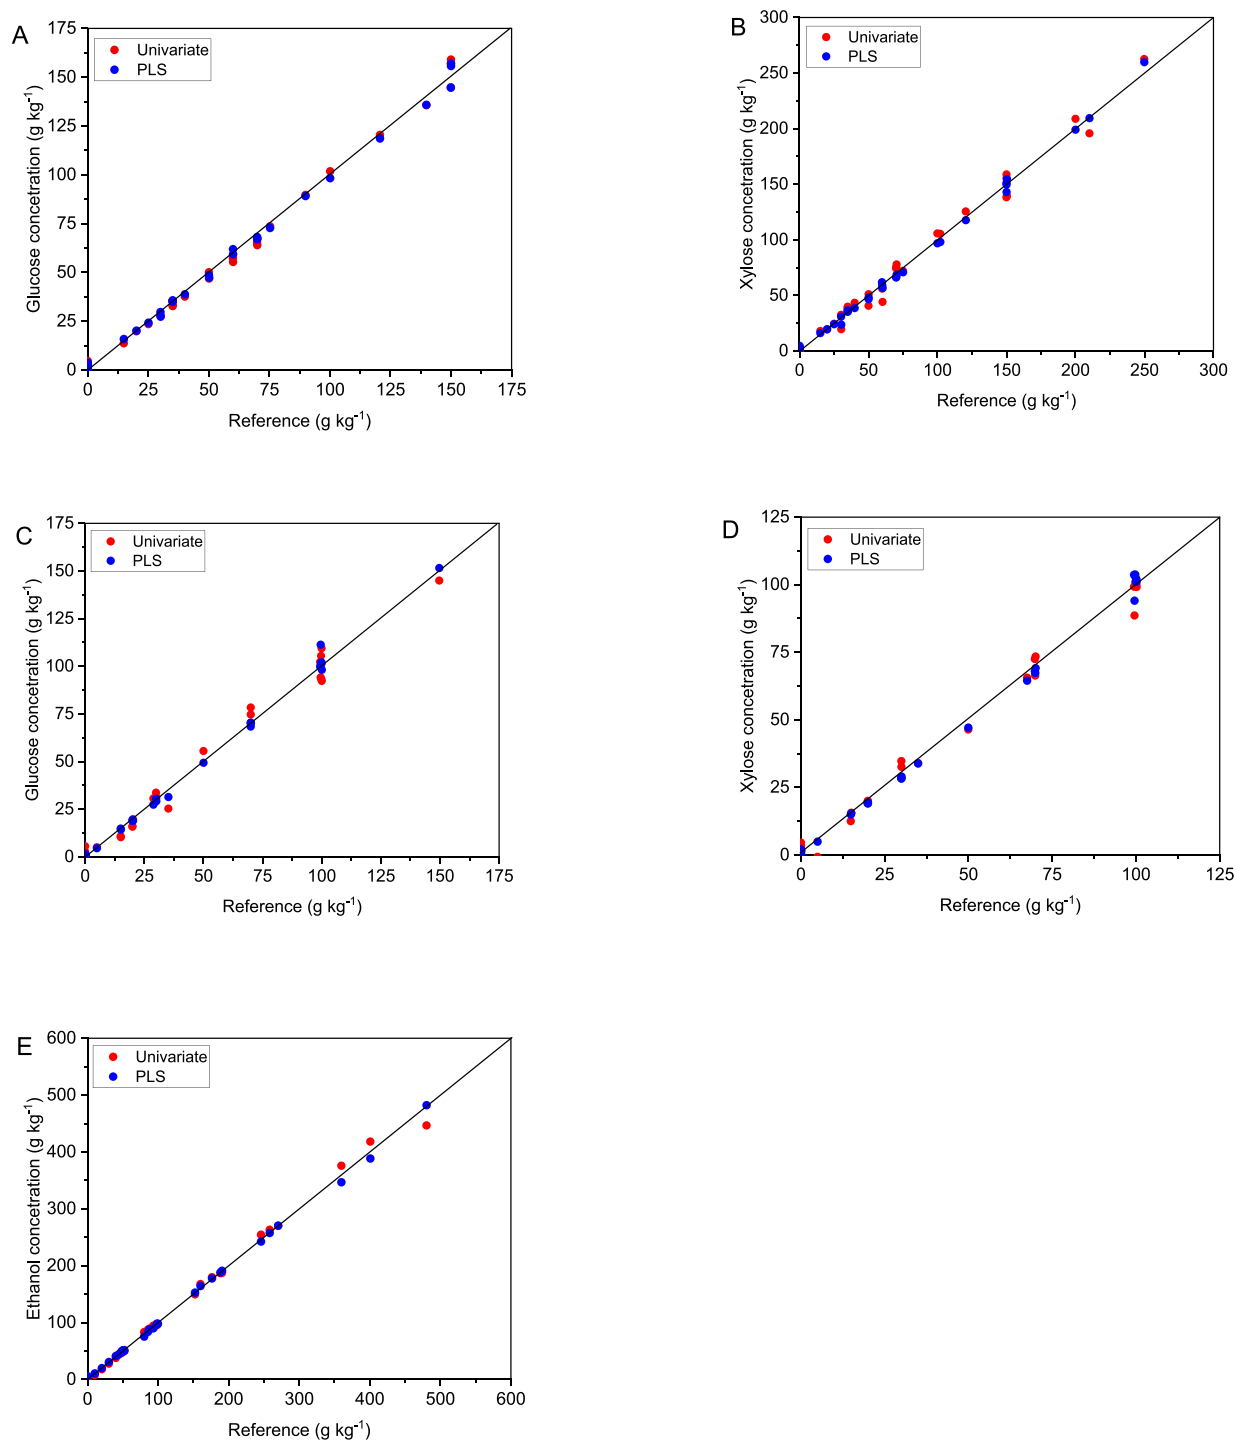 A
Univariate
PLS
Glucose concetration (g kg⁻¹)
175
150
125
100
75
50
25
0
0 25 50 75 100 125 150 175
Reference (g kg⁻¹)
B
Univariate
PLS
Xylose concetration (g kg⁻¹)
300
250
200
150
100
50
0
0 50 100 150 200 250 300
Reference (g kg⁻¹)
C
Univariate
PLS
Glucose concetration (g kg⁻¹)
175
150
125
100
75
50
25
0
0 25 50 75 100 125 150 175
Reference (g kg⁻¹)
D
Univariate
PLS
Xylose concetration (g kg⁻¹)
125
100
75
50
25
0
0 25 50 75 100 125
Reference (g kg⁻¹)
E
Univariate
PLS
Ethanol concetration (g kg⁻¹)
600
500
400
300
200
100
0
0 100 200 300 400 500 600
Reference (g kg⁻¹)